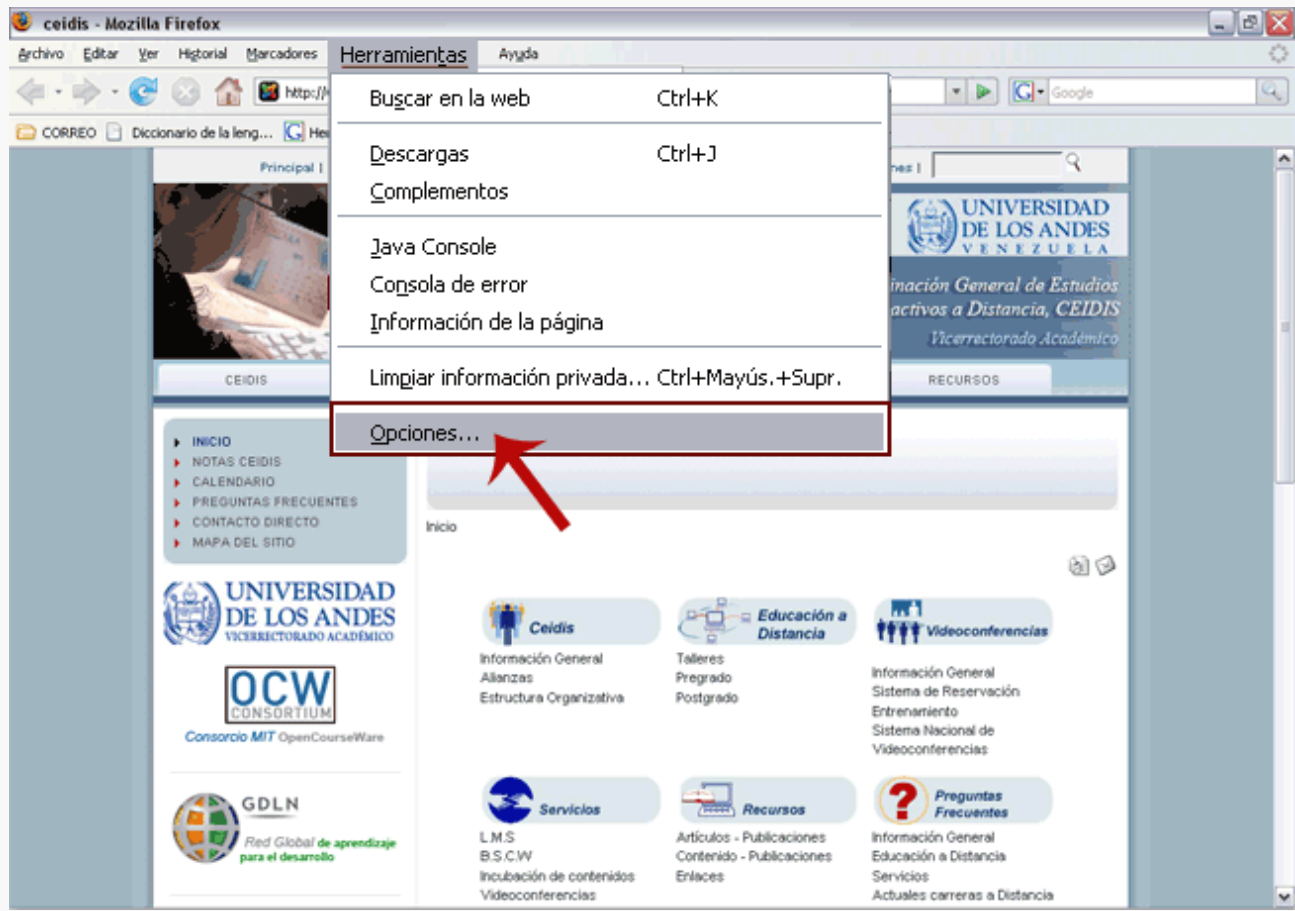 ceidis - Mozilla Firefox
Archivo Editar Ver Historial Marcadores Herramientas Ayuda
http://
Google
CORREO Diccionario de la leng...
Buscar en la web Ctrl+K
Descargas Ctrl+J
Complementos
Java Console
Consola de error
Información de la página
Limpiar información privada... Ctrl+Mayús.+Supr.
Opciones...
Principal |
UNIVERSIDAD
DE LOS ANDES
VENEZUELA
inación General de Estudios
activos a Distancia, CEIDIS
Vicerrectorado Académico
CEIDIS
RECURSOS
INICIO
NOTAS CEIDIS
CALENDARIO
PREGUNTAS FRECUENTES
CONTACTO DIRECTO
MAPA DEL SITIO
UNIVERSIDAD
DE LOS ANDES
VICERRECTORADO ACADÉMICO
OCW
CONSORTIUM
Consorcio MIT OpenCourseWare
GDLN
Red Global de aprendizaje
para el desarrollo
Inicio
Ceidis
Información General
Alianzas
Estructura Organizativa
Educación a
Distancia
Talleres
Pregrado
Postgrado
Videoconferencias
Información General
Sistema de Reservación
Entrenamiento
Sistema Nacional de
Videoconferencias
Servicios
L.M.S
B.S.C.W
Incubación de contenidos
Videoconferencias
Recursos
Artículos - Publicaciones
Contenido - Publicaciones
Enlaces
Preguntas
Frecuentes
Información General
Educación a Distancia
Servicios
Actuales carreras a Distancia